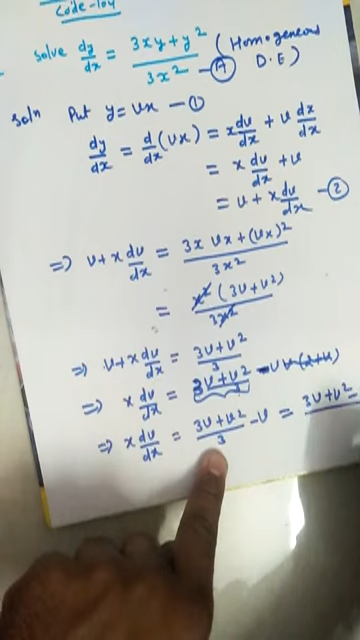 Code-104
Solve dy/dx = (3xy+y²)/(3x²) —Ⓐ (Homogeneous D.E)
Soln Put y=vx —①
dy/dx = d/dx (vx) = x dv/dx + v dx/dx
= x dv/dx + v
= v + x dv/dx —②
=> v+x dv/dx = (3x vx+(vx)²)/(3x²)
= x²(3v+v²)/(3x²)
=> v+x dv/dx = (3v+v²)/3
=> x dv/dx = 3v+v²
=> x dv/dx = (3v+v²)/3 -v = 3v+v²